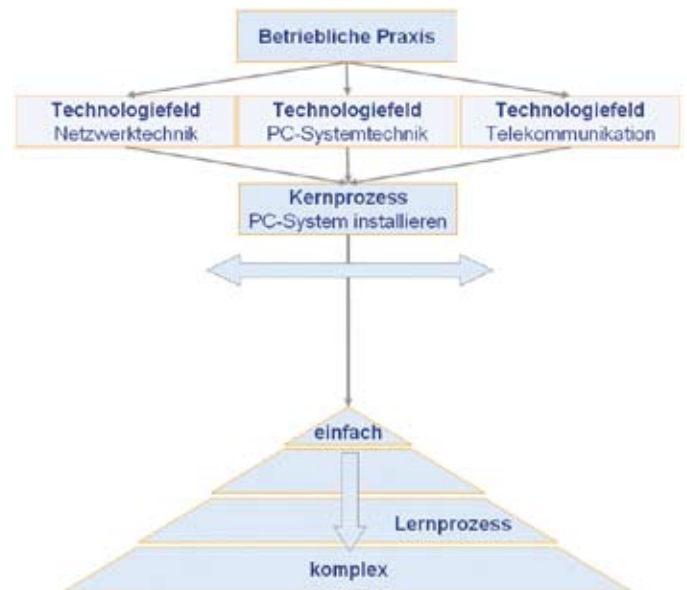 Betriebliche Praxis
Technologiefeld
Netzwerktechnik
Technologiefeld
PC-Systemtechnik
Technologiefeld
Telekommunikation
Kernprozess
PC-System installieren
einfach
Lernprozess
komplex